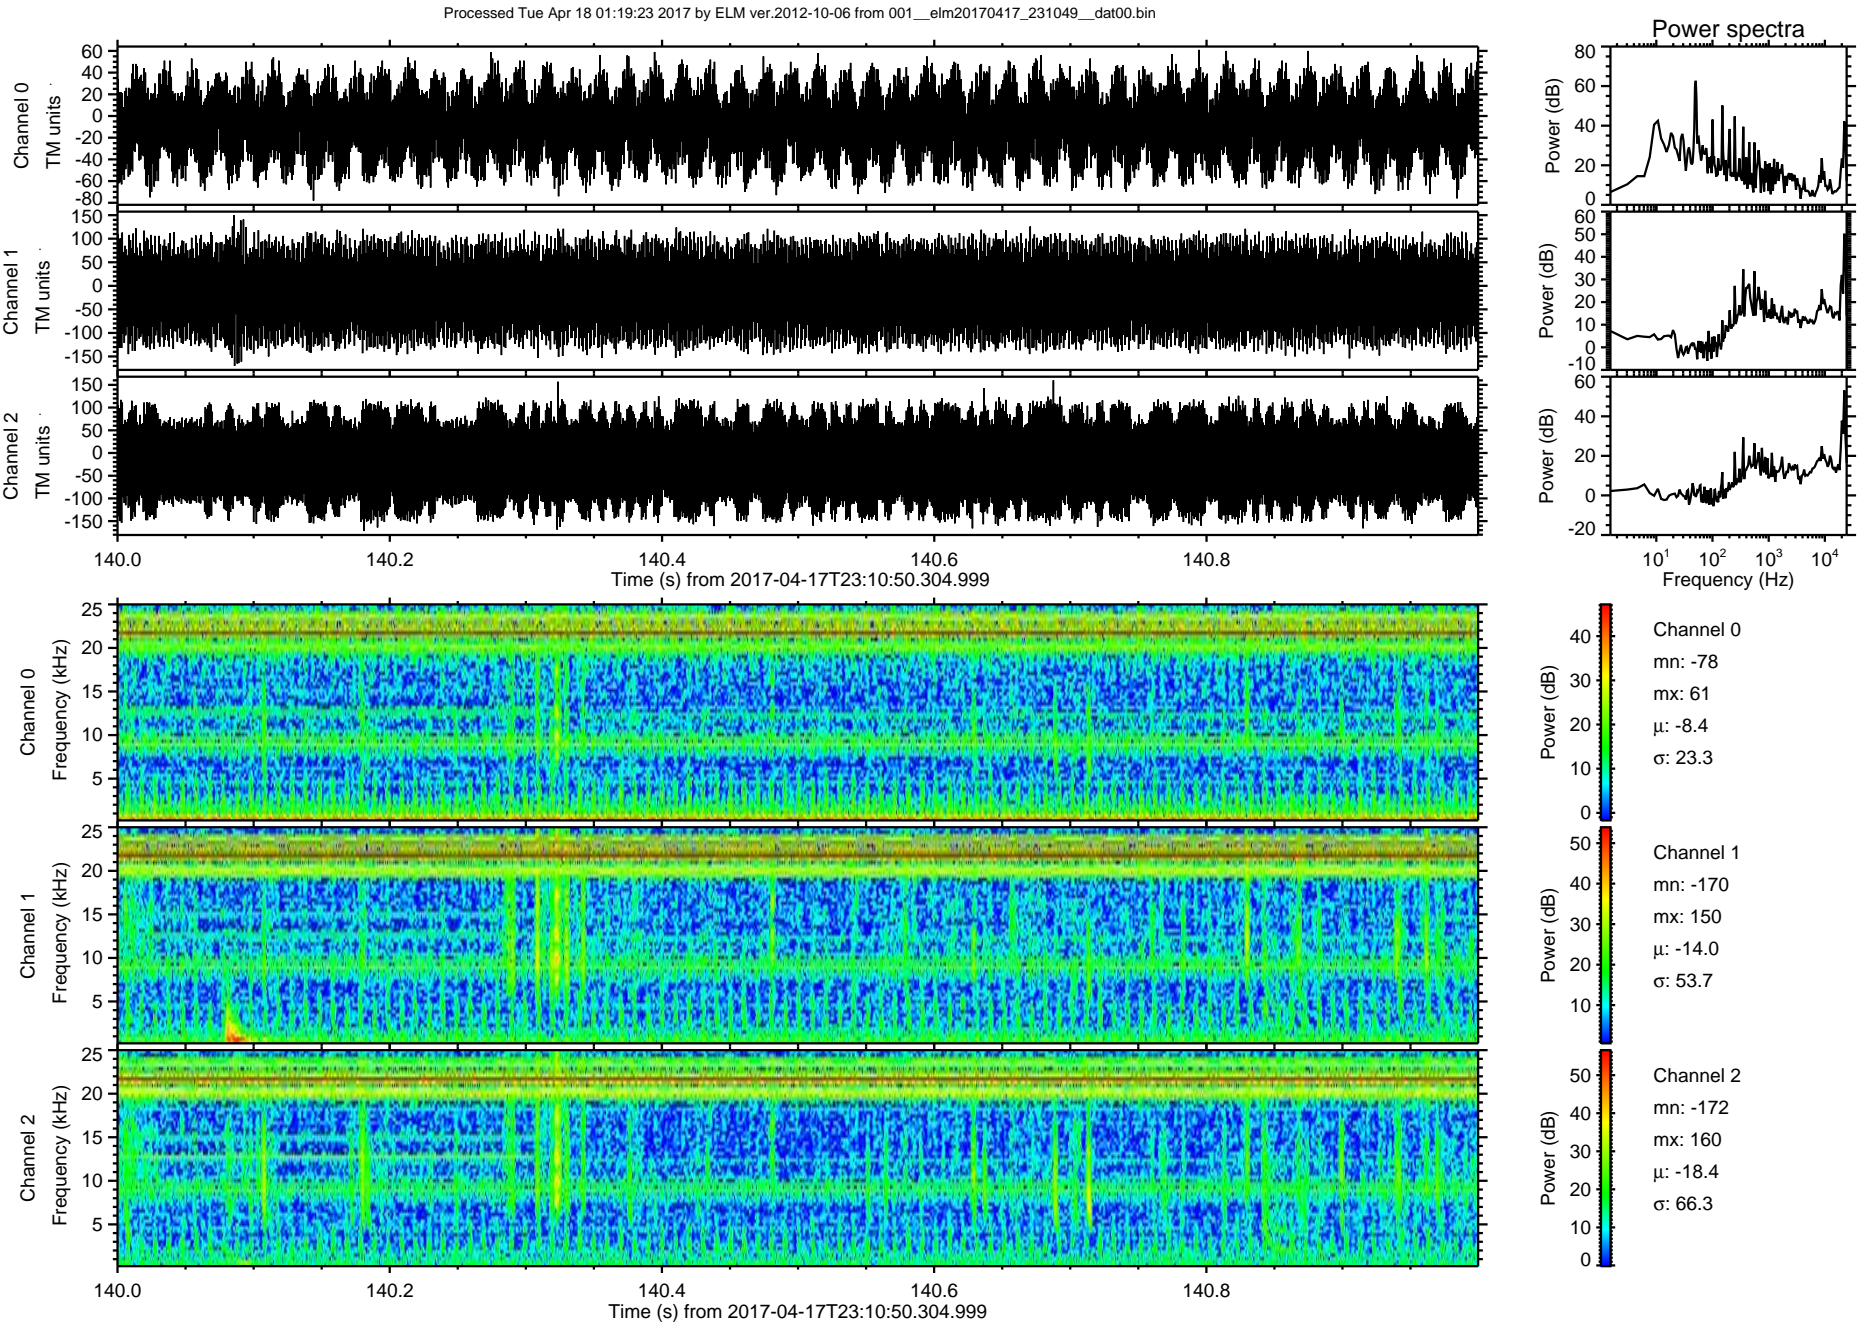 Processed Tue Apr 18 01:19:23 2017 by ELM ver.2012-10-06 from 001__elm20170417_231049__dat00.bin
Power spectra
Channel 0
TM units
60
40
20
0
-20
-40
-60
-80
Power (dB)
80
60
40
20
0
Channel 1
TM units
150
100
50
0
-50
-100
-150
Power (dB)
60
50
40
30
20
10
0
-10
Channel 2
TM units
150
100
50
0
-50
-100
-150
Power (dB)
60
40
20
0
-20
140.0 140.2 140.4 140.6 140.8
Time (s) from 2017-04-17T23:10:50.304.999
10¹ 10² 10³ 10⁴
Frequency (Hz)
Channel 0
Frequency (kHz)
25
20
15
10
5
Power (dB)
40
30
20
10
0
Channel 0
mn: -78
mx: 61
μ: -8.4
σ: 23.3
Channel 1
Frequency (kHz)
25
20
15
10
5
Power (dB)
50
40
30
20
10
Channel 1
mn: -170
mx: 150
μ: -14.0
σ: 53.7
Channel 2
Frequency (kHz)
25
20
15
10
5
Power (dB)
50
40
30
20
10
0
Channel 2
mn: -172
mx: 160
μ: -18.4
σ: 66.3
140.0 140.2 140.4 140.6 140.8
Time (s) from 2017-04-17T23:10:50.304.999